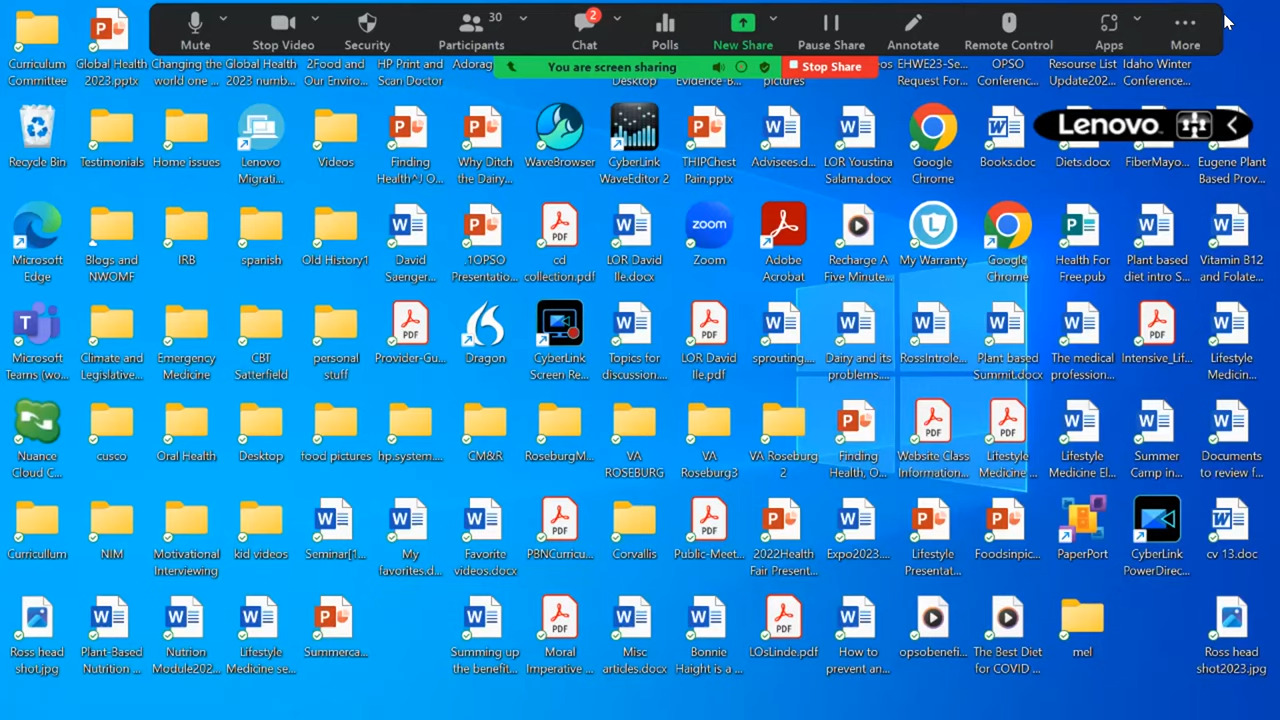 30
2
Mute
Stop Video
Security
Participants
Chat
Polls
New Share
Pause Share
Annotate
Remote Control
Apps
More
You are screen sharing
Stop Share
Curriculum
Committee
Global Health
2023.pptx
Changing the
world one ...
Global Health
2023 numb...
2Food and
Our Enviro...
HP Print and
Scan Doctor
Adorag
Desktop
Evidence-B...
pictures
EHWE23-Se...
Request For...
OPSO
Conferenc...
Resourse List
Update202...
Idaho Winter
Conference...
Lenovo
Recycle Bin
Testimonials
Home issues
Lenovo
Migrati...
Videos
Finding
Health^J O...
Why Ditch
the Dairy...
WaveBrowser
CyberLink
WaveEditor 2
THIPChest
Pain.pptx
Advisees.d...
LOR Youstina
Salama.docx
Google
Chrome
Books.doc
Diets.docx
FiberMayo...
Eugene Plant
Based Prov...
Microsoft
Edge
Blogs and
NWOMF
IRB
spanish
Old History1
David
Saenger...
.1OPSO
Presentatio...
cd
collection.pdf
LOR David
Ile.docx
zoom
Zoom
Adobe
Acrobat
Recharge A
Five Minute...
My Warranty
Google
Chrome
Health For
Free.pub
Plant based
diet intro S...
Vitamin B12
and Folate...
Microsoft
Teams (wo...
Climate and
Legislative...
Emergency
Medicine
CBT
Satterfield
personal
stuff
Provider-Gu...
Dragon
CyberLink
Screen Re...
Topics for
discussion....
LOR David
Ile.pdf
sprouting....
Dairy and its
problems....
RossIntrole...
Plant based
Summit.docx
The medical
profession...
Intensive_Lif...
Lifestyle
Medicin...
Nuance
Cloud C...
cusco
Oral Health
Desktop
food pictures
hp.system....
CM&R
RoseburgM...
VA
ROSEBURG
VA
Roseburg3
VA Roseburg
2
Finding
Health, O...
Website Class
Information...
Lifestyle
Medicine ...
Lifestyle
Medicine El...
Summer
Camp in...
Documents
to review f...
Curricullum
NIM
Motivational
Interviewing
kid videos
Seminar[1...
My
favorites.d...
Favorite
videos.docx
PBNCurricu...
Corvallis
Public-Meet...
2022Health
Fair Present...
Expo2023....
Lifestyle
Presentat...
Foodsinpic...
PaperPort
CyberLink
PowerDirec...
cv 13.doc
Ross head
shot.jpg
Plant-Based
Nutrition ...
Nutrion
Module202...
Lifestyle
Medicine se...
Summerca...
Summing up
the benefit...
Moral
Imperative ...
Misc
articles.docx
Bonnie
Haight is a ...
LOsLinde.pdf
How to
prevent an...
opsobenefi...
The Best Diet
for COVID ...
mel
Ross head
shot2023.jpg